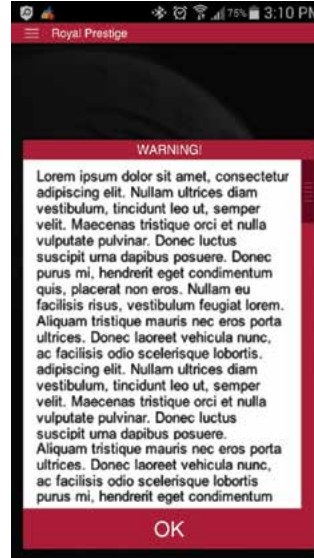 75% 3:10 PM
Royal Prestige
WARNING!
Lorem ipsum dolor sit amet, consectetur
adipiscing elit. Nullam ultrices diam
vestibulum, tincidunt leo ut, semper
velit. Maecenas tristique orci et nulla
vulputate pulvinar. Donec luctus
suscipit urna dapibus posuere. Donec
purus mi, hendrerit eget condimentum
quis, placerat non eros. Nullam eu
facilisis risus, vestibulum feugiat lorem.
Aliquam tristique mauris nec eros porta
ultrices. Donec laoreet vehicula nunc,
ac facilisis odio scelerisque lobortis.
adipiscing elit. Nullam ultrices diam
vestibulum, tincidunt leo ut, semper
velit. Maecenas tristique orci et nulla
vulputate pulvinar. Donec luctus
suscipit urna dapibus posuere.
Aliquam tristique mauris nec eros porta
ultrices. Donec laoreet vehicula nunc,
ac facilisis odio scelerisque lobortis
purus mi, hendrerit eget condimentum
OK